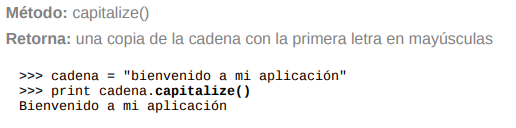 Método: capitalize()
Retorna: una copia de la cadena con la primera letra en mayúsculas
>>> cadena = "bienvenido a mi aplicación"
>>> print cadena.capitalize()
Bienvenido a mi aplicación